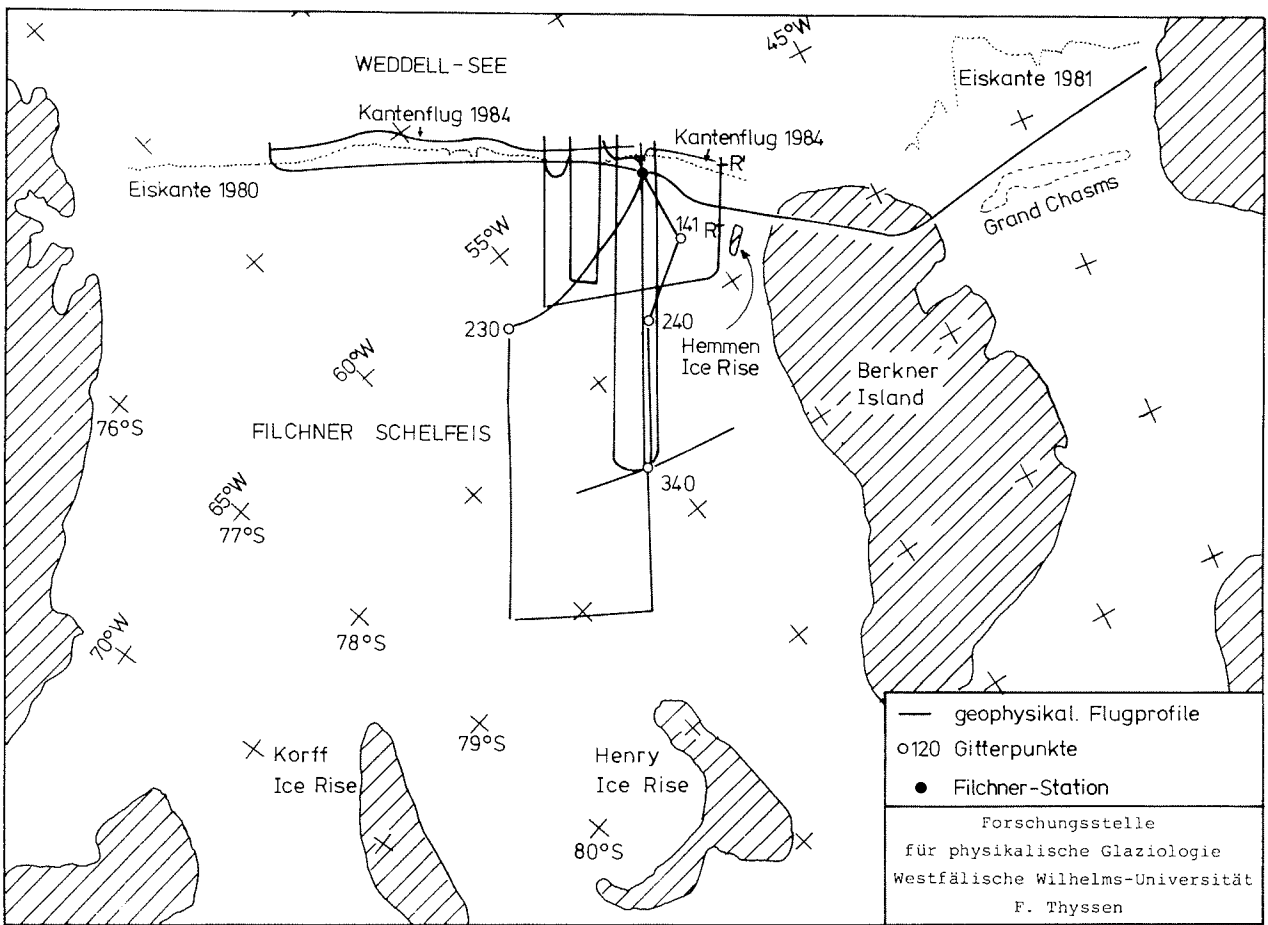 45°W
WEDDELL-SEE
Eiskante 1981
Kantenflug 1984
Kantenflug 1984
R'
Eiskante 1980
Grand Chasms
141
R
55°W
230
240
Hemmen
Ice Rise
60°W
Berkner
Island
76°S
FILCHNER SCHELFEIS
340
65°W
77°S
70°W
78°S
79°S
Korff
Ice Rise
Henry
Ice Rise
80°S
geophysikal. Flugprofile
120 Gitterpunkte
Filchner-Station
Forschungsstelle
für physikalische Glaziologie
Westfälische Wilhelms-Universität
F. Thyssen